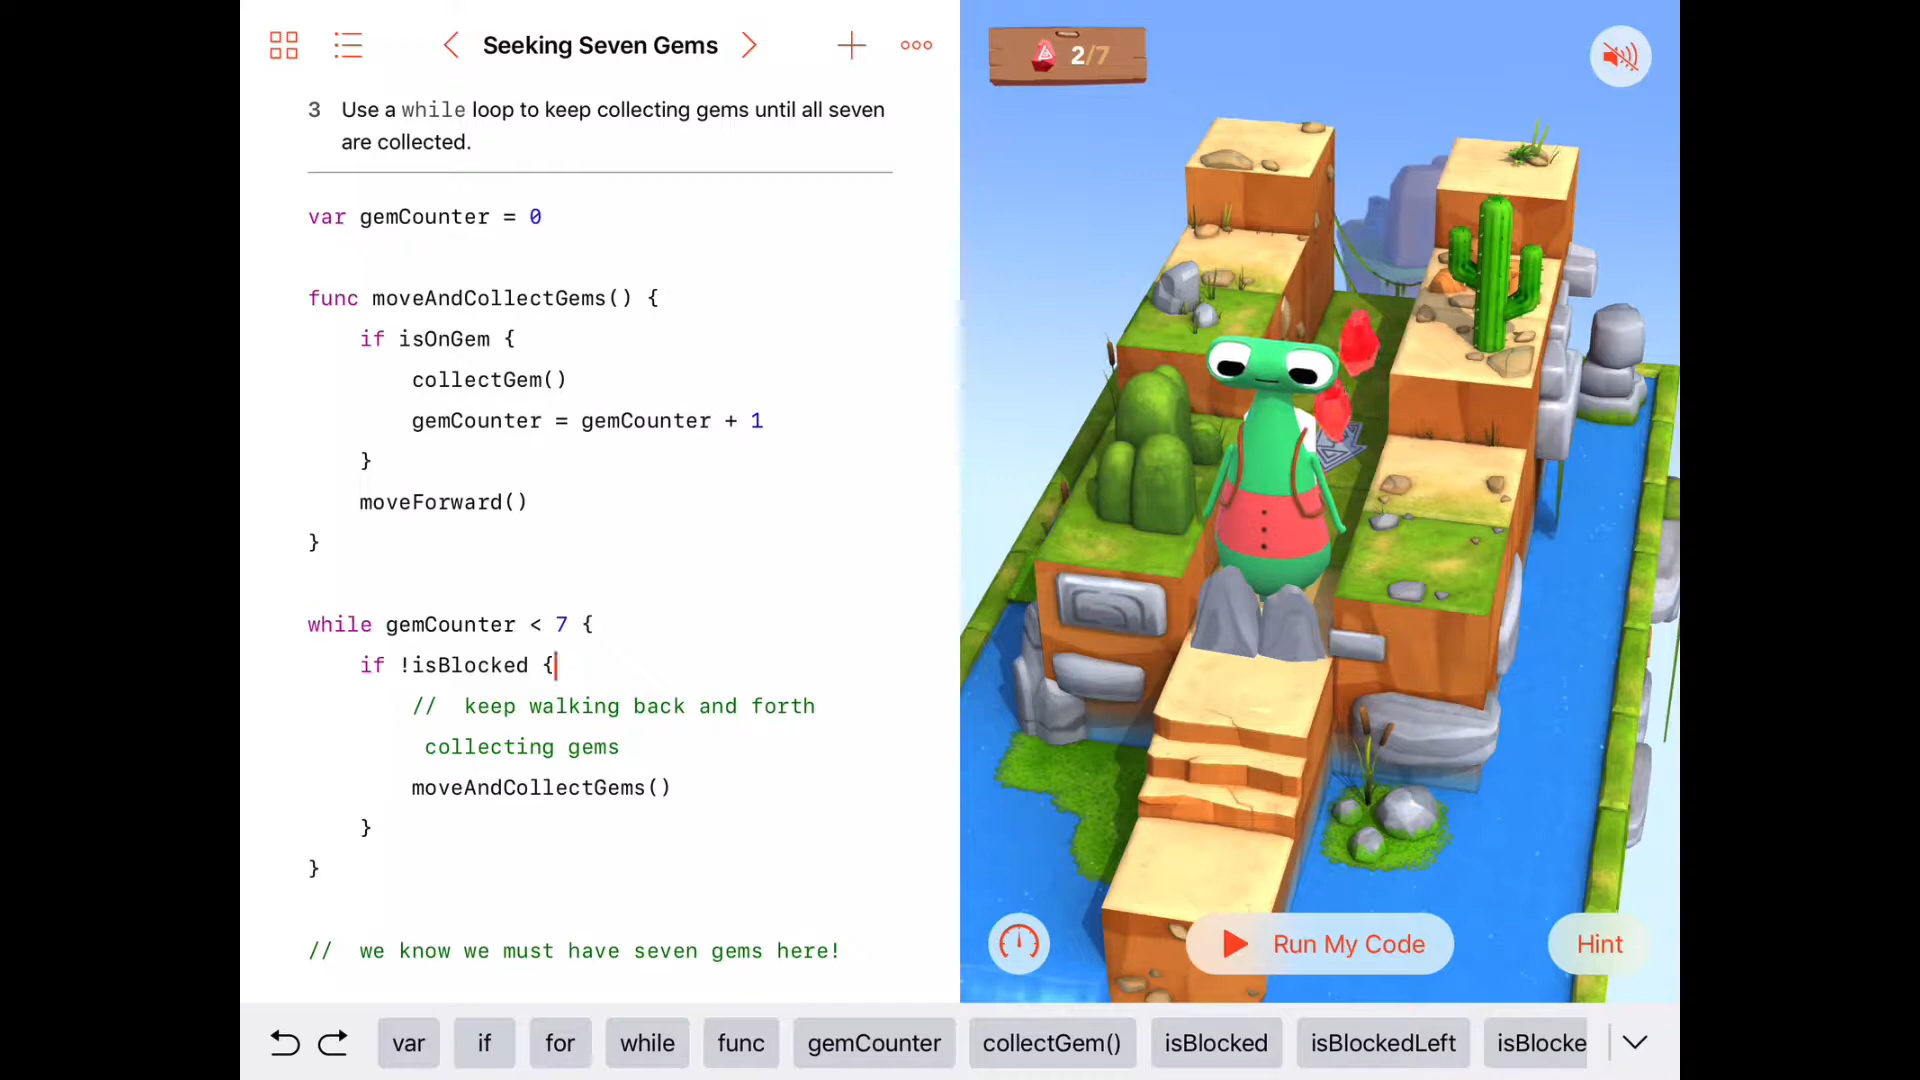 Seeking Seven Gems
3 Use a while loop to keep collecting gems until all seven
are collected.
var gemCounter = 0
func moveAndCollectGems() {
if isOnGem {
collectGem()
gemCounter = gemCounter + 1
}
moveForward()
}
while gemCounter < 7 {
if !isBlocked {
// keep walking back and forth
collecting gems
moveAndCollectGems()
}
}
// we know we must have seven gems here!
2/7
Run My Code
Hint
var if for while func gemCounter collectGem() isBlocked isBlockedLeft isBlocke